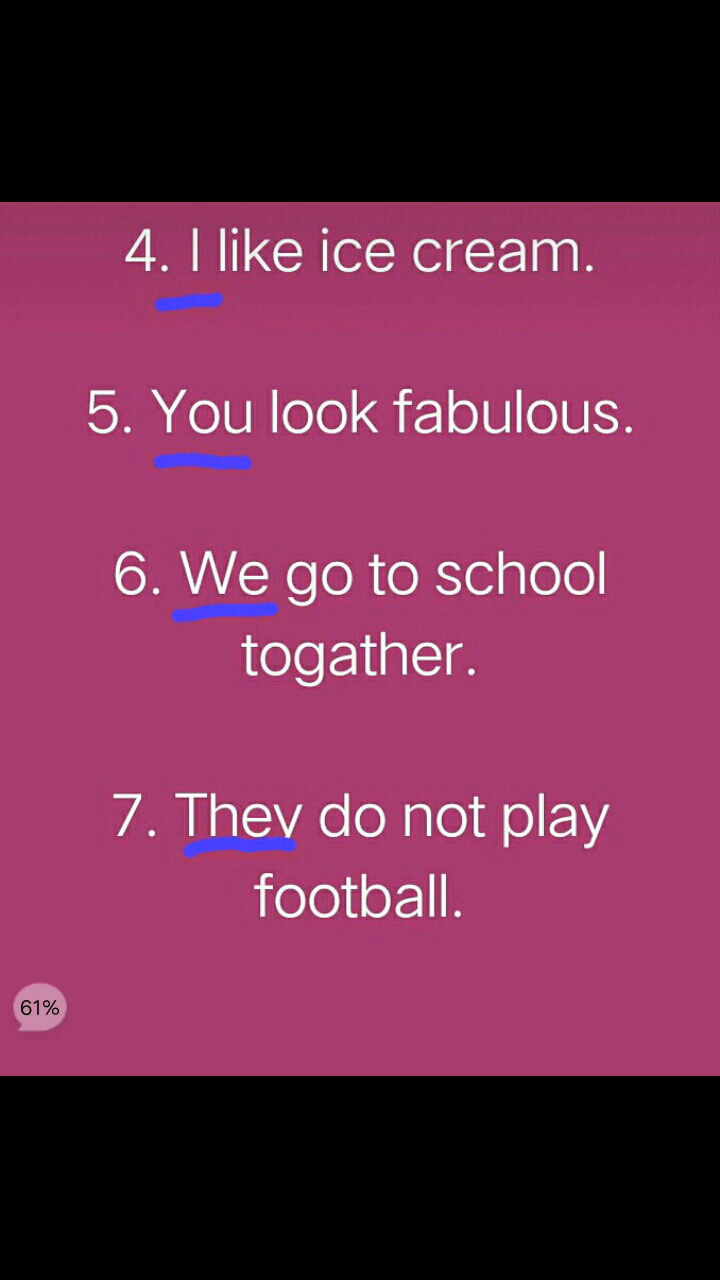 4. I like ice cream.
5. You look fabulous.
6. We go to school
togather.
7. They do not play
football.
61%